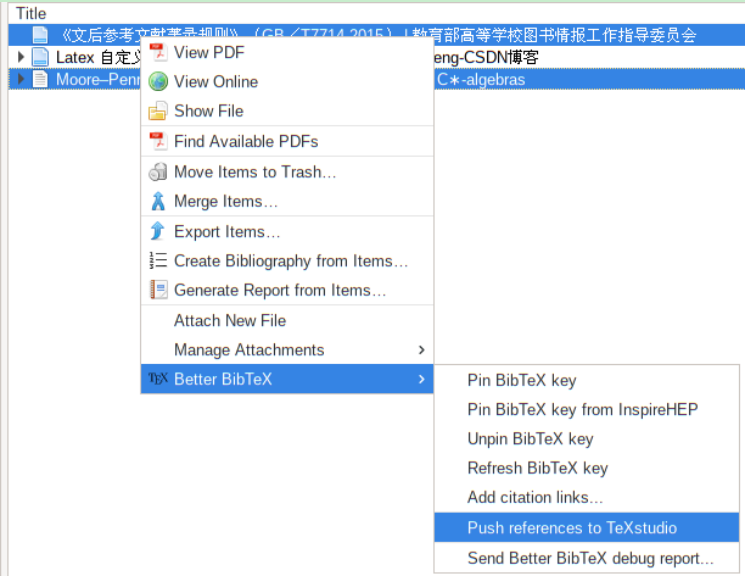 Title
《文后参考文献著录规则》（GB／T7714-2015） | 教育部高等学校图书情报工作指导委员会
View PDF
Latex 自定义
eng-CSDN博客
View Online
Moore–Penr
C∗-algebras
Show File
Find Available PDFs
Move Items to Trash…
Merge Items…
Export Items…
Create Bibliography from Items…
Generate Report from Items…
Attach New File
Manage Attachments
TEX Better BibTeX
Pin BibTeX key
Pin BibTeX key from InspireHEP
Unpin BibTeX key
Refresh BibTeX key
Add citation links…
Push references to TeXstudio
Send Better BibTeX debug report…